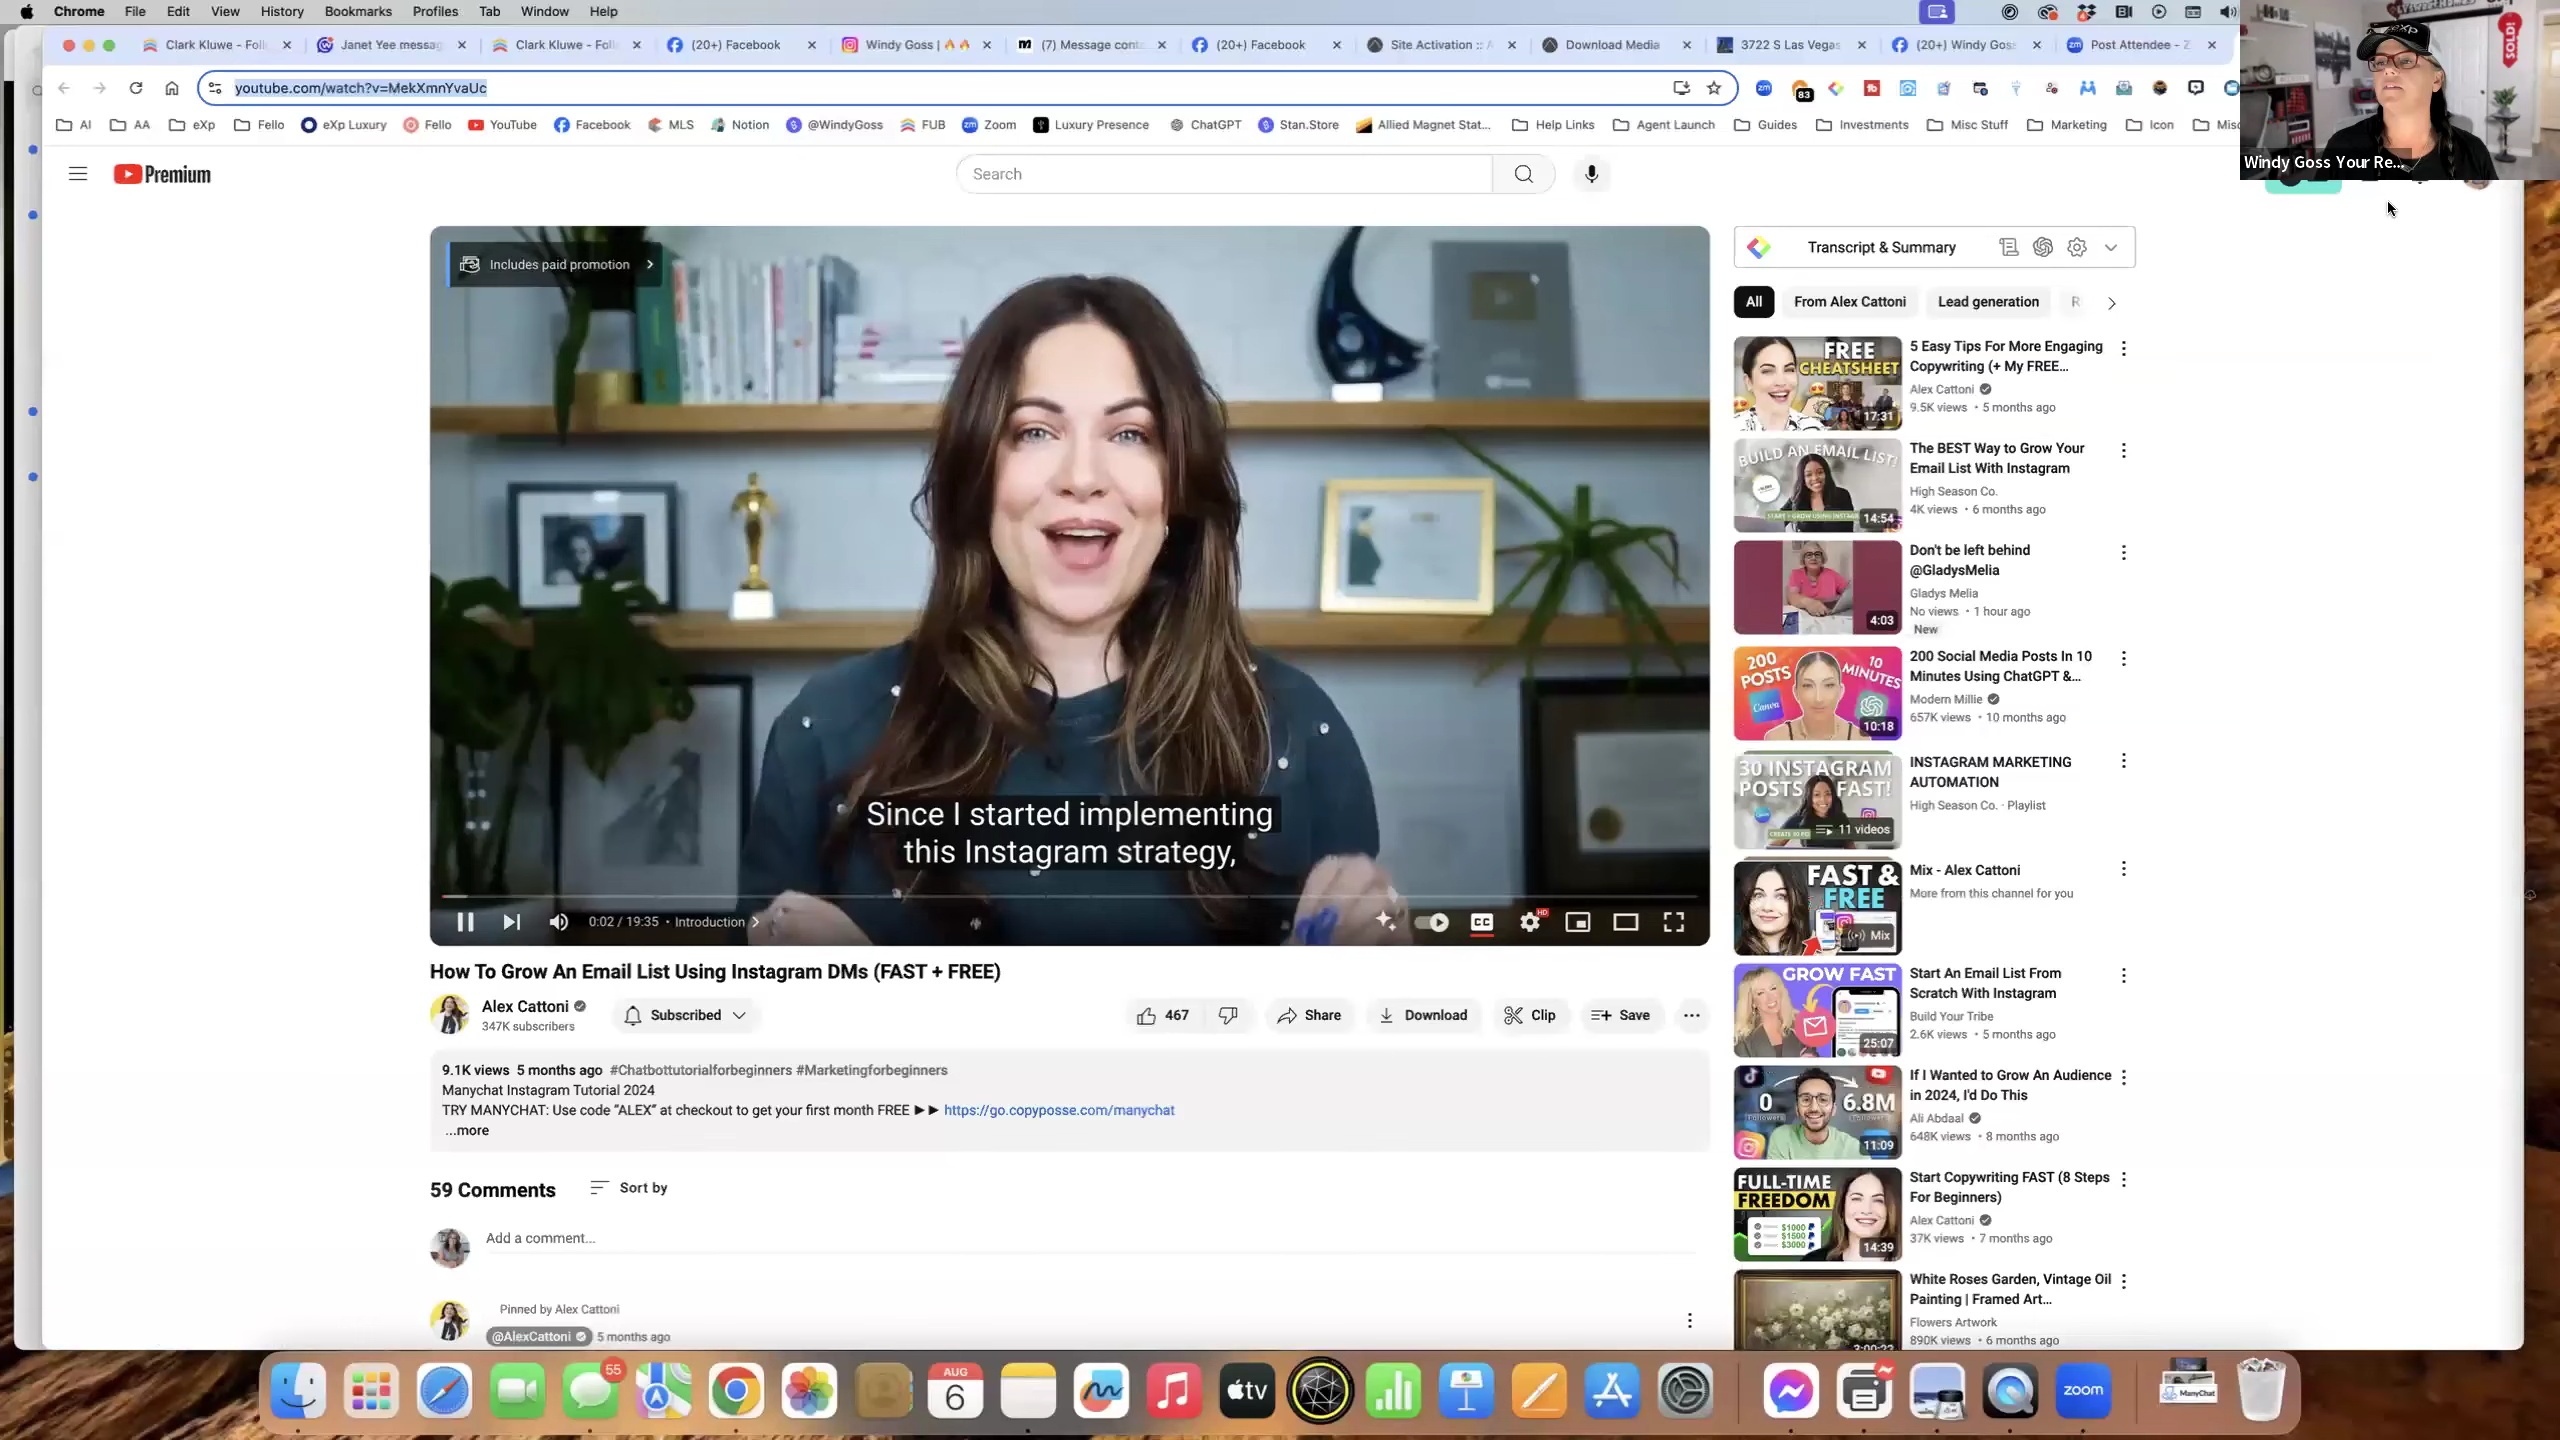 Chrome File Edit View History Bookmarks Profiles Tab Window Help
Clark Kluwe - Foll
Janet Yee messag
Clark Kluwe - Foll
(20+) Facebook
Windy Goss | 🔥🔥
(7) Message cont
(20+) Facebook
Site Activation ::
Download Media
3722 S Las Vegas
(20+) Windy Gos
Post Attendee - Z
youtube.com/watch?v=MekXmnYvaUc
83
AI AA eXp Fello eXp Luxury Fello YouTube Facebook MLS Notion @WindyGoss FUB Zoom Luxury Presence ChatGPT Stan.Store Allied Magnet Stat... Help Links Agent Launch Guides Investments Misc Stuff Marketing Icon Misc
SOLD!
Windy Goss Your Re...
Premium
Search
Includes paid promotion
Since I started implementing
this Instagram strategy,
0:02 / 19:35 • Introduction
CC
HD
How To Grow An Email List Using Instagram DMs (FAST + FREE)
Alex Cattoni
347K subscribers
Subscribed
467
Share
Download
Clip
Save
9.1K views 5 months ago #Chatbottutorialforbeginners #Marketingforbeginners
Manychat Instagram Tutorial 2024
TRY MANYCHAT: Use code “ALEX” at checkout to get your first month FREE ►► https://go.copyposse.com/manychat
...more
59 Comments
Sort by
Add a comment...
Pinned by Alex Cattoni
@AlexCattoni 5 months ago
Transcript & Summary
All
From Alex Cattoni
Lead generation
FREE
CHEATSHEET
17:31
5 Easy Tips For More Engaging
Copywriting (+ My FREE...
Alex Cattoni
9.5K views • 5 months ago
BUILD AN EMAIL LIST!
14:54
The BEST Way to Grow Your
Email List With Instagram
High Season Co.
4K views • 6 months ago
4:03
Don't be left behind
@GladysMelia
Gladys Melia
No views • 1 hour ago
New
200
POSTS
10
MINUTES
Canva
10:18
200 Social Media Posts In 10
Minutes Using ChatGPT &...
Modern Millie
657K views • 10 months ago
30 INSTAGRAM
POSTS FAST!
11 videos
INSTAGRAM MARKETING
AUTOMATION
High Season Co. · Playlist
FAST &
FREE
Mix
Mix - Alex Cattoni
More from this channel for you
GROW FAST
25:07
Start An Email List From
Scratch With Instagram
Build Your Tribe
2.6K views • 5 months ago
0
6.8M
11:09
If I Wanted to Grow An Audience
in 2024, I'd Do This
Ali Abdaal
648K views • 8 months ago
FULL-TIME
FREEDOM
$1000
$1500
$3000
14:39
Start Copywriting FAST (8 Steps
For Beginners)
Alex Cattoni
37K views • 7 months ago
3:00:22
White Roses Garden, Vintage Oil
Painting | Framed Art...
Flowers Artwork
890K views • 6 months ago
55
AUG
6
tv
zoom
ManyChat